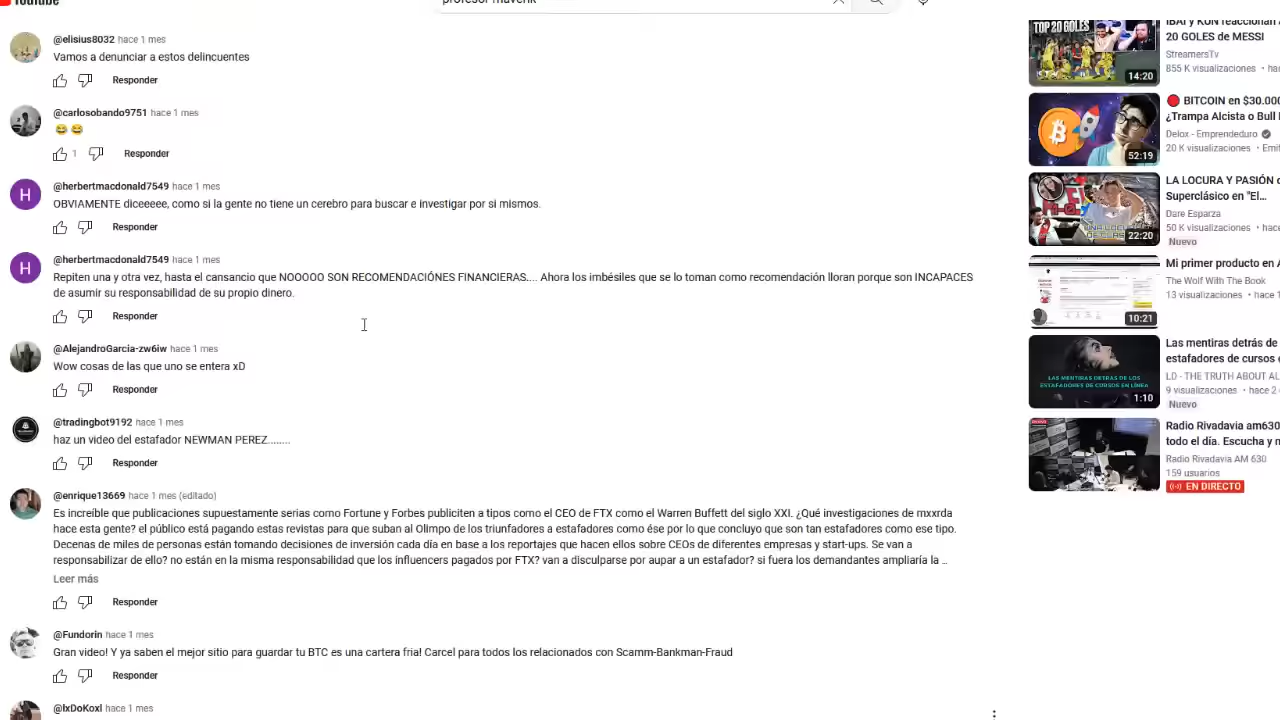 YouTube
profesor maverik
@elisius8032 hace 1 mes
Vamos a denunciar a estos delincuentes
Responder
@carlosobando9751 hace 1 mes
😂😂
1 Responder
@herbertmacdonald7549 hace 1 mes
OBVIAMENTE diceeeee, como si la gente no tiene un cerebro para buscar e investigar por si mismos.
Responder
@herbertmacdonald7549 hace 1 mes
Repiten una y otra vez, hasta el cansancio que NOOOOO SON RECOMENDACIÓNES FINANCIERAS.... Ahora los imbésiles que se lo toman como recomendación lloran porque son INCAPACES
de asumir su responsabilidad de su propio dinero.
Responder
@AlejandroGarcia-zw6iw hace 1 mes
Wow cosas de las que uno se entera xD
Responder
@tradingbot9192 hace 1 mes
haz un video del estafador NEWMAN PEREZ........
Responder
@enrique13669 hace 1 mes (editado)
Es increíble que publicaciones supuestamente serias como Fortune y Forbes publiciten a tipos como el CEO de FTX como el Warren Buffett del siglo XXI. ¿Qué investigaciones de mxxrda
hace esta gente? el público está pagando estas revistas para que suban al Olimpo de los triunfadores a estafadores como ése por lo que concluyo que son tan estafadores como ese tipo.
Decenas de miles de personas están tomando decisiones de inversión cada día en base a los reportajes que hacen ellos sobre CEOs de diferentes empresas y start-ups. Se van a
responsabilizar de ello? no están en la misma responsabilidad que los influencers pagados por FTX? van a disculparse por aupar a un estafador? si fuera los demandantes ampliaría la ...
Leer más
Responder
@Fundorin hace 1 mes
Gran video! Y ya saben el mejor sitio para guardar tu BTC es una cartera fria! Carcel para todos los relacionados con Scamm-Bankman-Fraud
Responder
@IxDoKoxI hace 1 mes
TOP 20 GOLES
14:20
IBAI y KUN reaccionan a
20 GOLES de MESSI
StreamersTv
855 K visualizaciones • ha
52:19
🔴 BITCOIN en $30.000
¿Trampa Alcista o Bull
Delox - Emprendeduro
20 K visualizaciones • Emi
22:20
LA LOCURA Y PASIÓN d
Superclásico en "El...
Dare Esparza
50 K visualizaciones • hace
Nuevo
10:21
Mi primer producto en A
The Wolf With The Book
13 visualizaciones • hace 1
LAS MENTIRAS DETRÁS DE LOS
ESTAFADORES DE CURSOS EN LÍNEA
1:10
Las mentiras detrás de
estafadores de cursos e
LD - THE TRUTH ABOUT AL
9 visualizaciones • hace 2
Nuevo
Radio Rivadavia am630
todo el día. Escucha y m
Radio Rivadavia AM 630
159 usuarios
EN DIRECTO